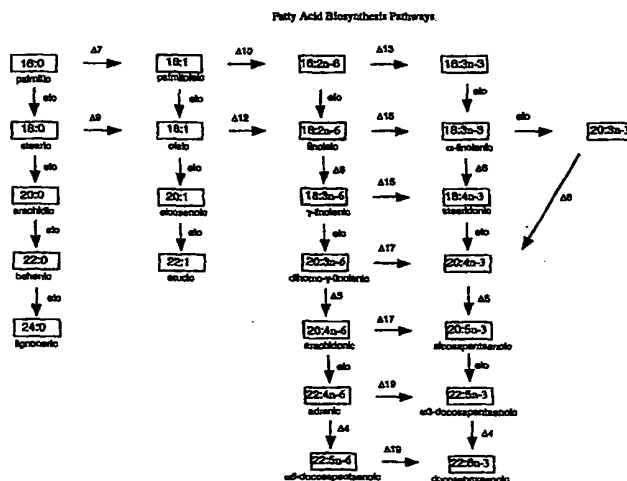 Fatty Acid Biosynthesis Pathways
Δ7 Δ10 Δ13
16:0 16:1 16:2n-6 16:3n-3
palmitic palmitoleic
elo elo elo elo
Δ9 Δ12 Δ15 elo
18:0 18:1 18:2n-6 18:3n-3 20:3n-3
stearic oleic linoleic α-linolenic
elo elo Δ6 Δ6
Δ15 Δ8
20:0 20:1 18:3n-6 18:4n-3
arachidic eicosenoic γ-linolenic stearidonic
elo elo elo elo
Δ17
22:0 22:1 20:3n-6 20:4n-3
behenic erucic dihomo-γ-linolenic
elo Δ5 Δ5
Δ17
24:0 20:4n-6 20:5n-3
lignoceric arachidonic eicosapentaenoic
elo elo
Δ19
22:4n-6 22:5n-3
adrenic ω3-docosapentaenoic
Δ4 Δ4
Δ19
22:5n-6 22:6n-3
ω6-docosapentaenoic docosahexaenoic